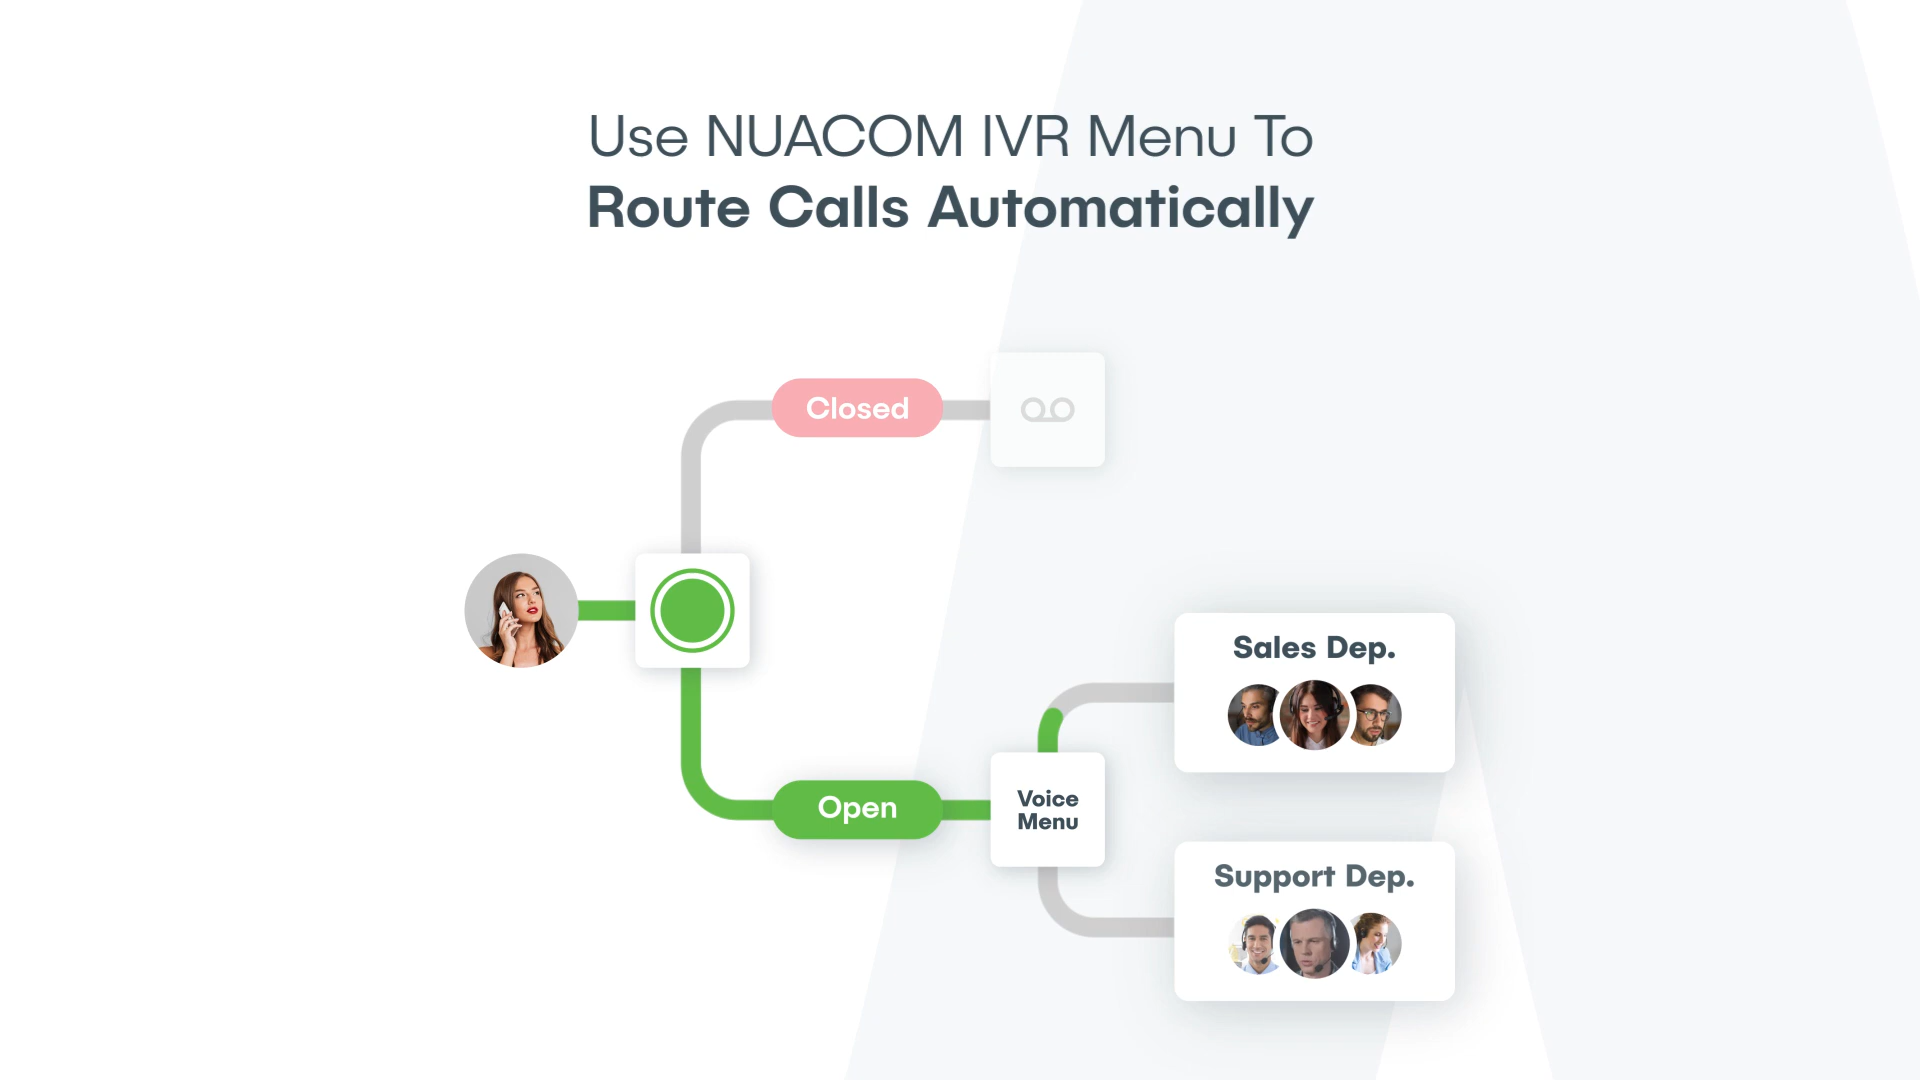 Use NUACOM IVR Menu To
Route Calls Automatically
Closed
Open
Voice
Menu
Sales Dep.
Support Dep.